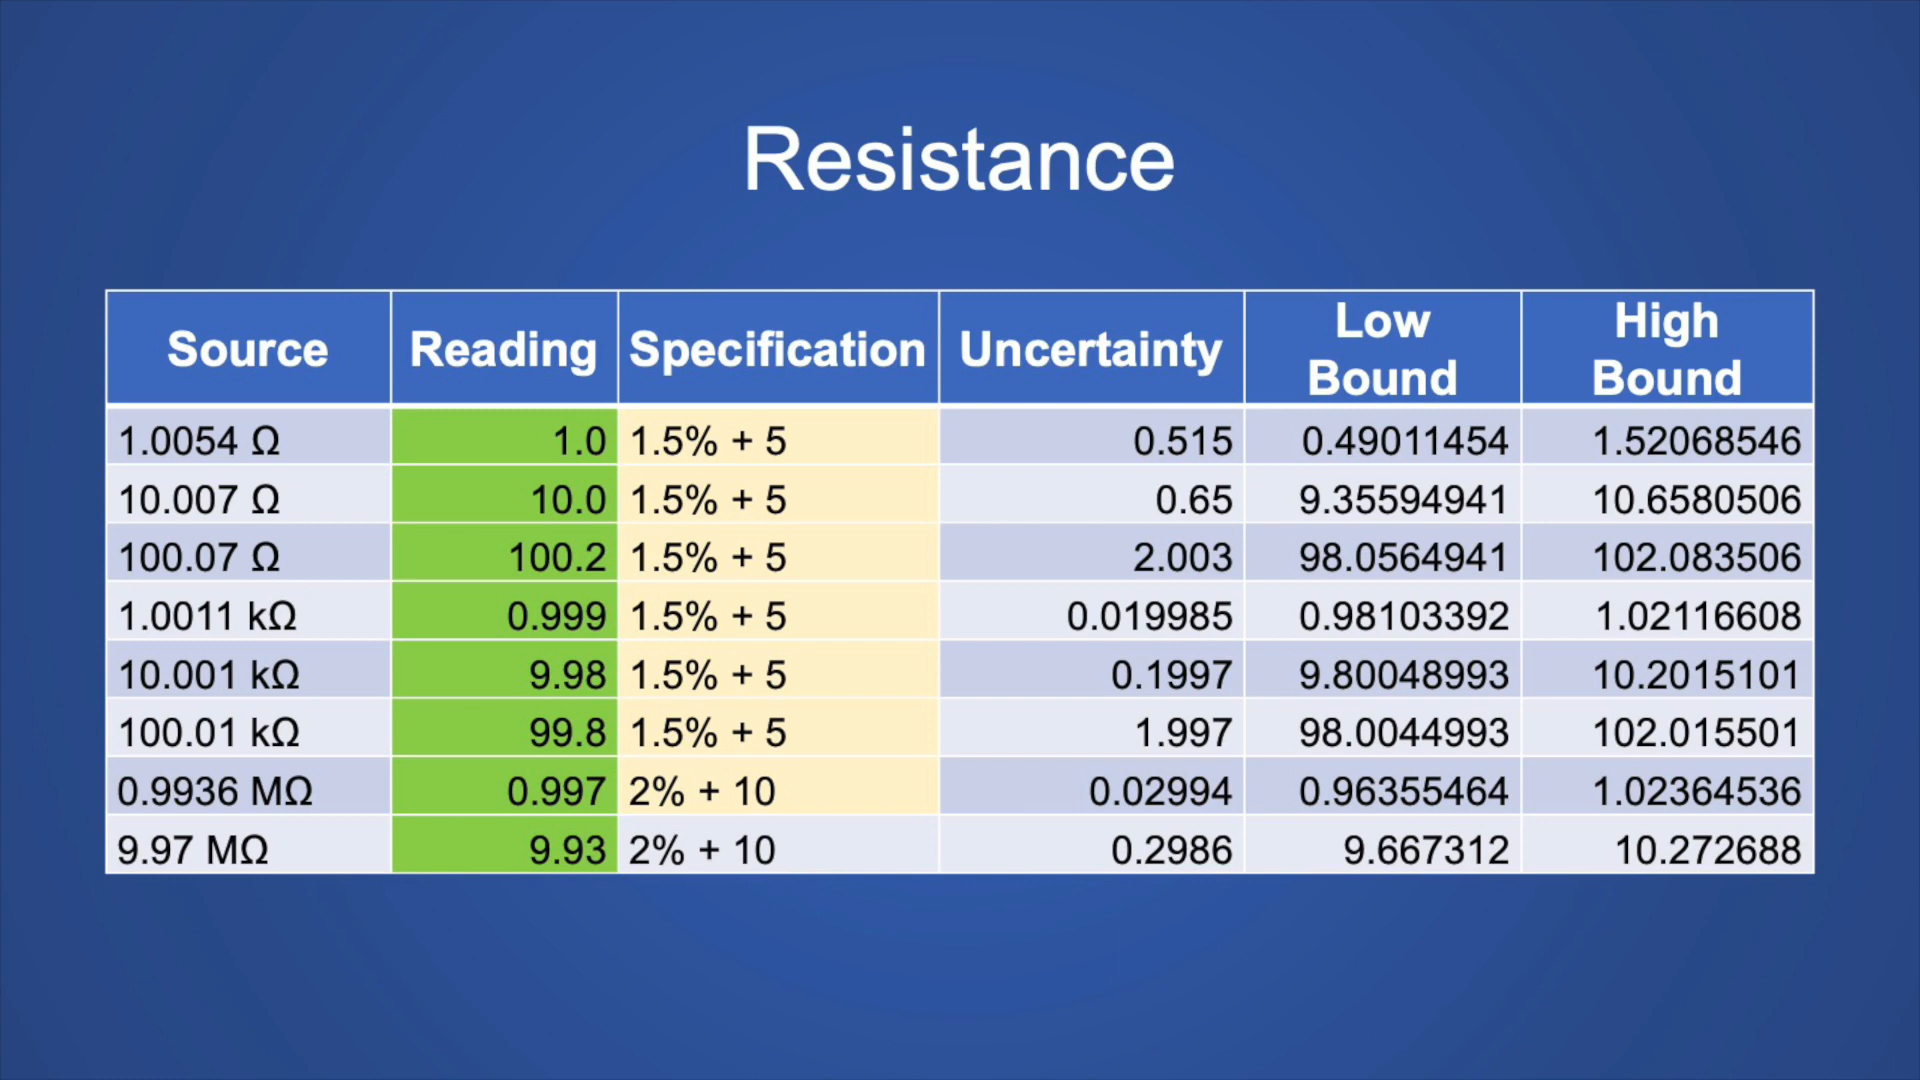 Resistance
Source Reading Specification Uncertainty Low Bound High Bound
1.0054 Ω 1.0 1.5% + 5 0.515 0.49011454 1.52068546
10.007 Ω 10.0 1.5% + 5 0.65 9.35594941 10.6580506
100.07 Ω 100.2 1.5% + 5 2.003 98.0564941 102.083506
1.0011 kΩ 0.999 1.5% + 5 0.019985 0.98103392 1.02116608
10.001 kΩ 9.98 1.5% + 5 0.1997 9.80048993 10.2015101
100.01 kΩ 99.8 1.5% + 5 1.997 98.0044993 102.015501
0.9936 MΩ 0.997 2% + 10 0.02994 0.96355464 1.02364536
9.97 MΩ 9.93 2% + 10 0.2986 9.667312 10.272688